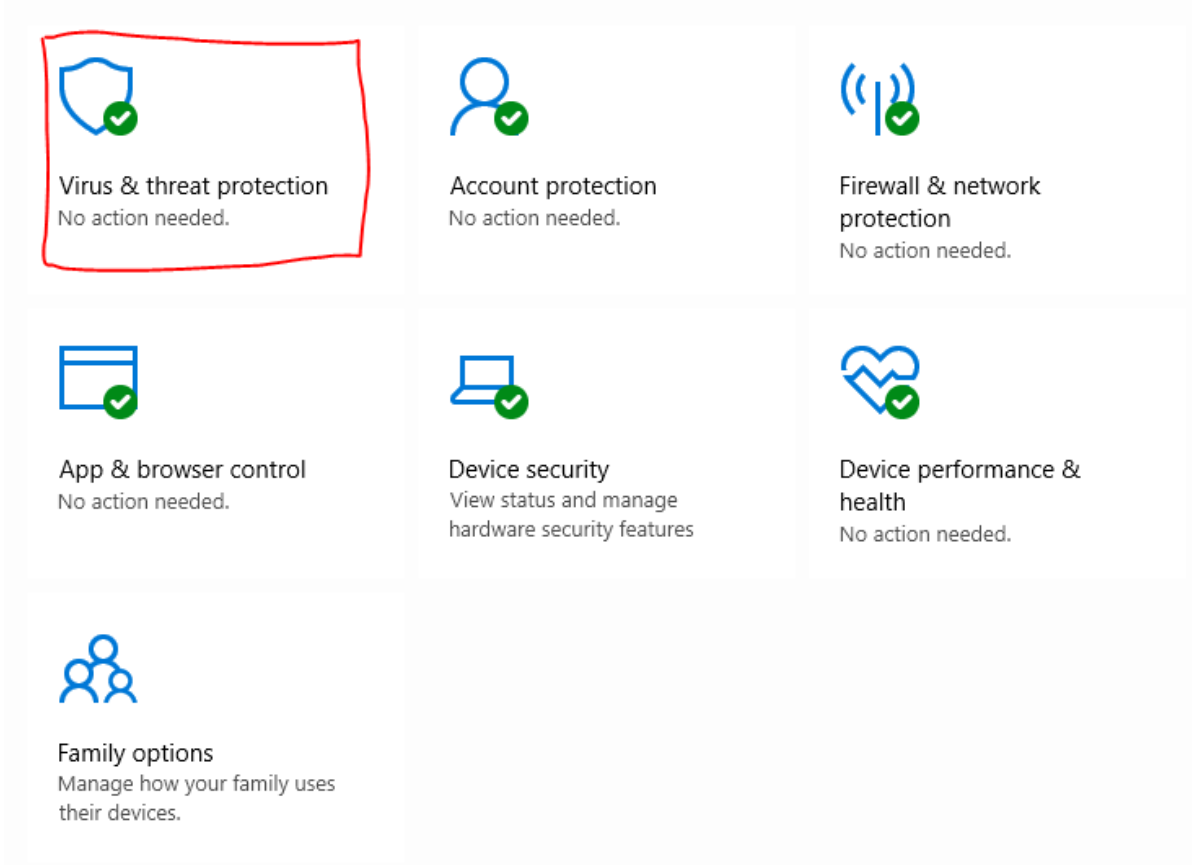 Virus & threat protection
No action needed.
Account protection
No action needed.
Firewall & network
protection
No action needed.
App & browser control
No action needed.
Device security
View status and manage
hardware security features
Device performance &
health
No action needed.
Family options
Manage how your family uses
their devices.